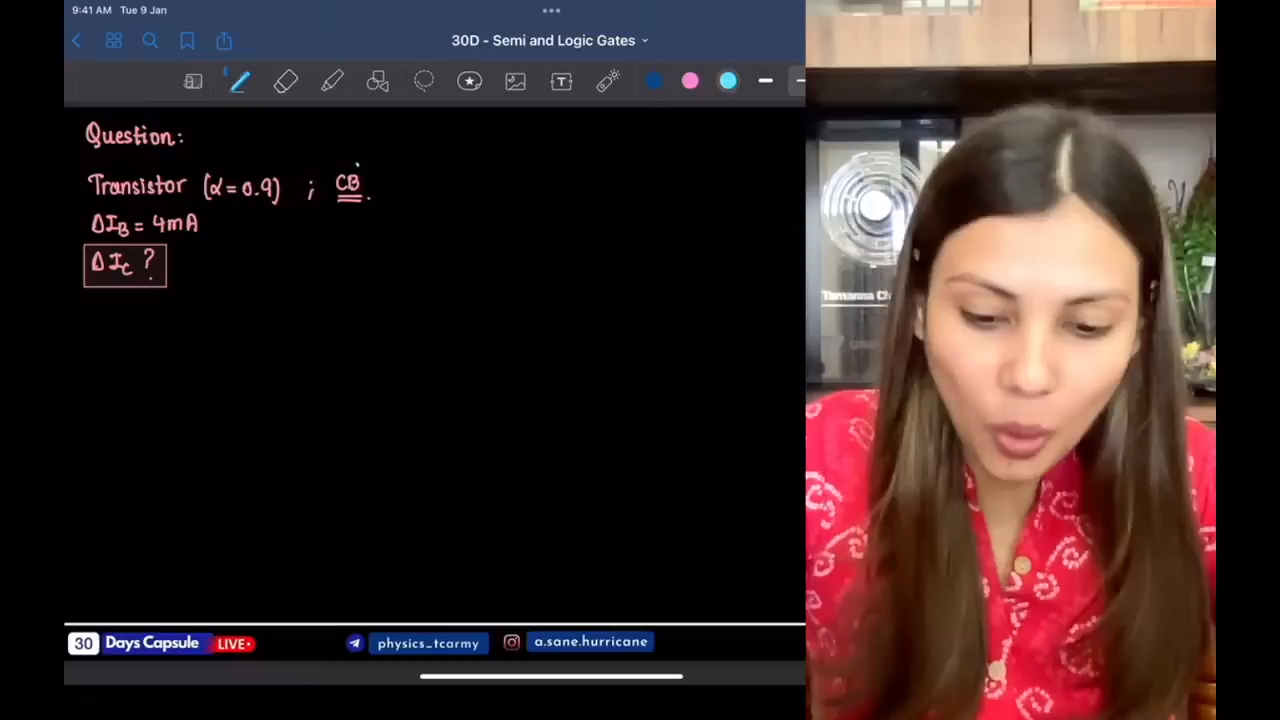 9:41 AM Tue 9 Jan
30D - Semi and Logic Gates
T
Question:
Transistor (α = 0.9) ; CB.
ΔI_B = 4mA
ΔI_C ?
30 Days Capsule LIVE
physics_tcarmy
a.sane.hurricane